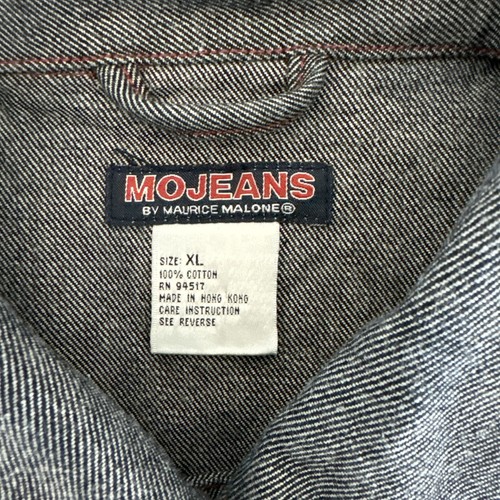 MOJEANS
BY MAURICE MALONE®
SIZE: XL
100% COTTON
RN 94517
MADE IN HONG KONG
CARE INSTRUCTION
SEE REVERSE